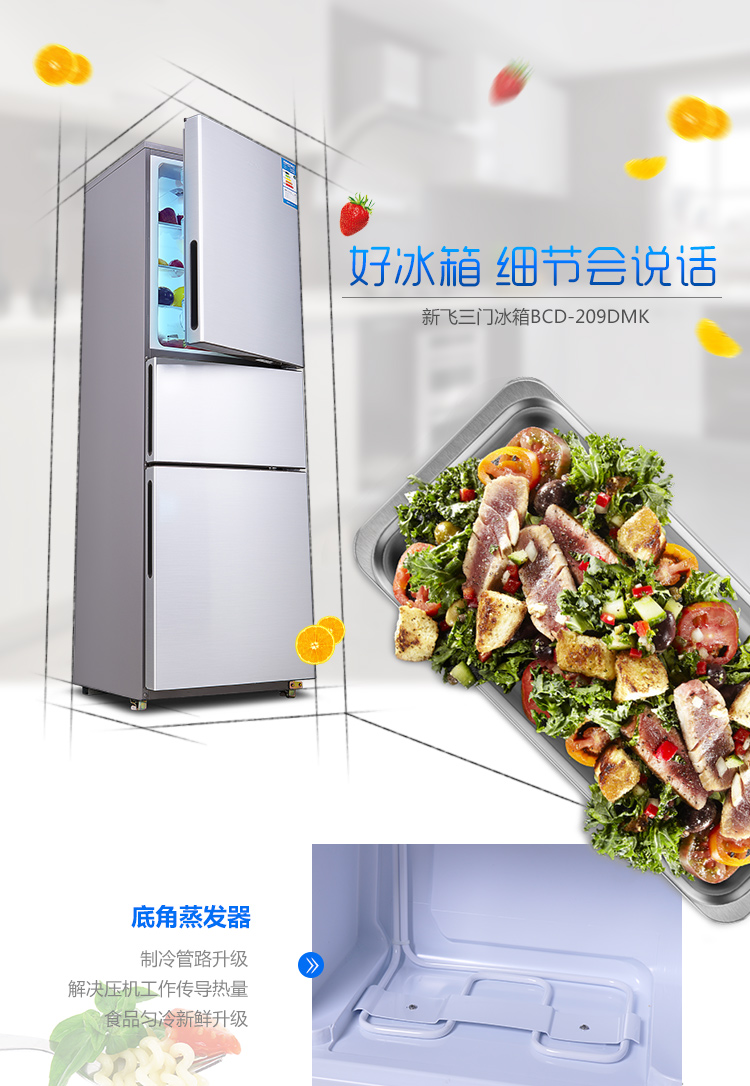 好冰箱 细节会说话
新飞三门冰箱BCD-209DMK
底角蒸发器
制冷管路升级
解决压机工作传导热量
食品匀冷新鲜升级